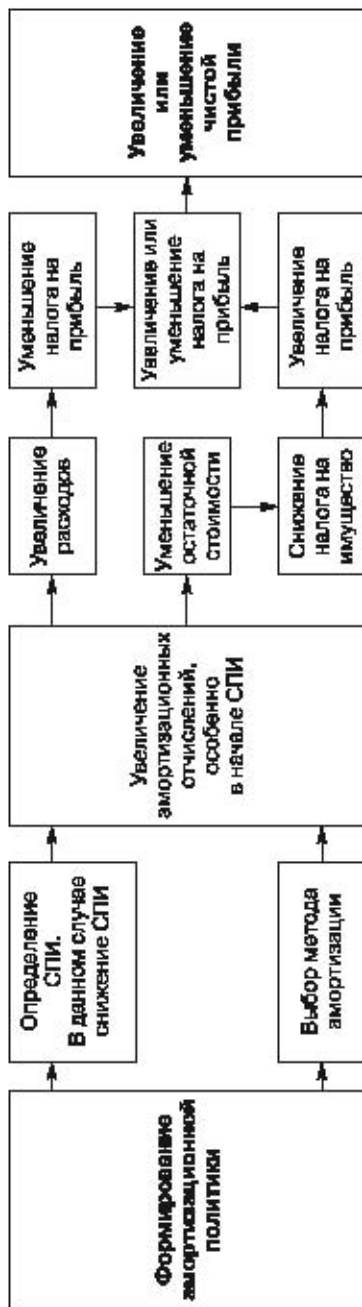 Формирование
амортизационной
политики
Определение
СПИ.
В данном случае
снижение СПИ
Выбор метода
амортизации
Увеличение
амортизационных
отчислений,
особенно
в начале СПИ
Увеличение
расходов
Уменьшение
остаточной
стоимости
Снижение
налога на
имущество
Уменьшение
налога на
прибыль
Увеличение или
уменьшение
налога на
прибыль
Увеличение
налога на
прибыль
Увеличение
или
уменьшение
чистой
прибыли